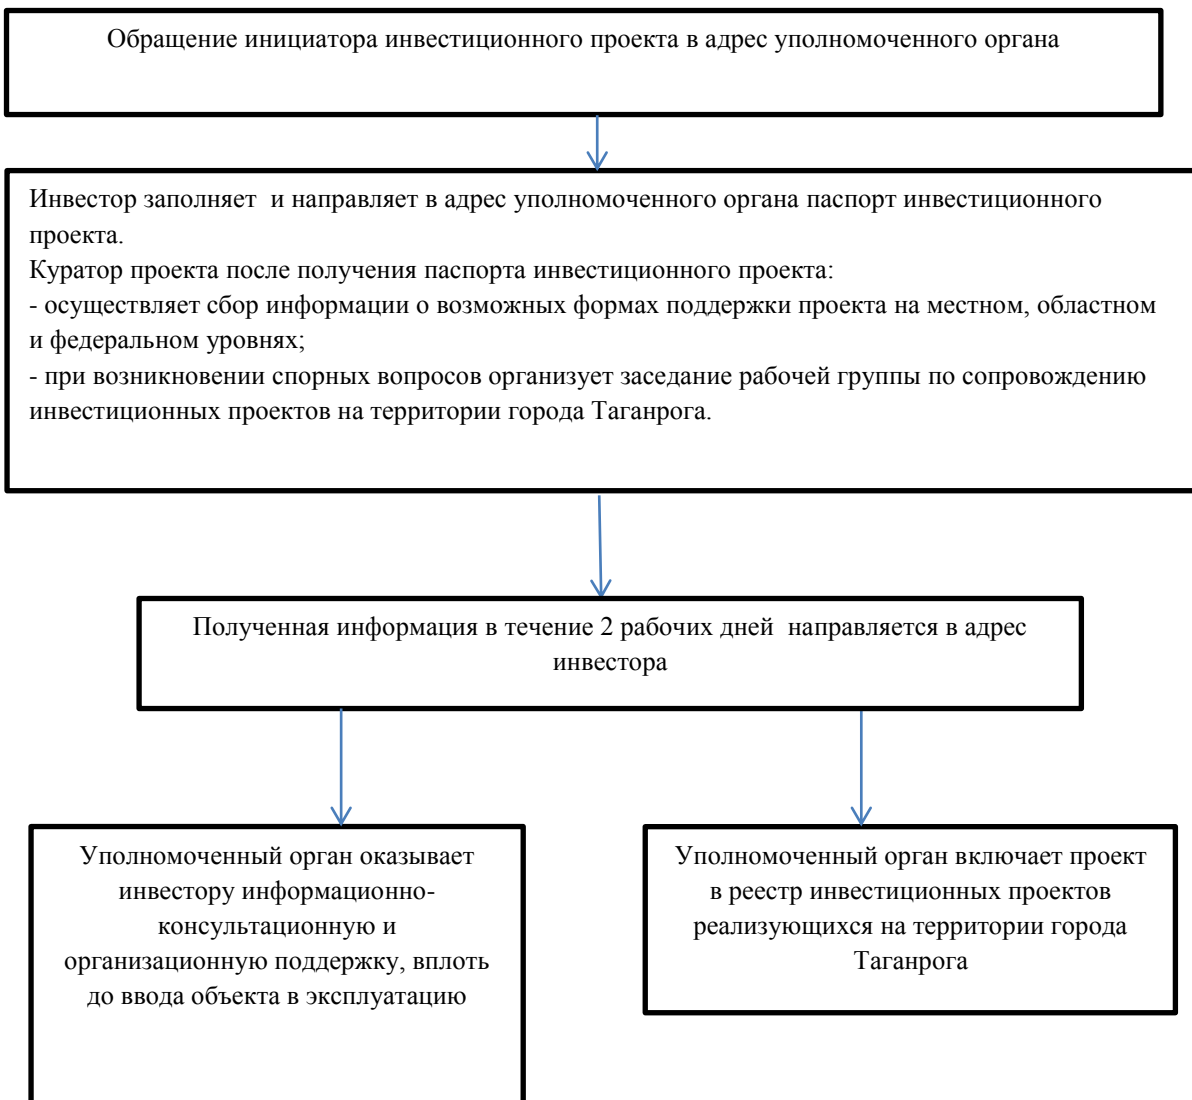 Обращение инициатора инвестиционного проекта в адрес уполномоченного органа
Инвестор заполняет и направляет в адрес уполномоченного органа паспорт инвестиционного
проекта.
Куратор проекта после получения паспорта инвестиционного проекта:
- осуществляет сбор информации о возможных формах поддержки проекта на местном, областном
и федеральном уровнях;
- при возникновении спорных вопросов организует заседание рабочей группы по сопровождению
инвестиционных проектов на территории города Таганрога.
Полученная информация в течение 2 рабочих дней направляется в адрес
инвестора
Уполномоченный орган оказывает
инвестору информационно-
консультационную и
организационную поддержку, вплоть
до ввода объекта в эксплуатацию
Уполномоченный орган включает проект
в реестр инвестиционных проектов
реализующихся на территории города
Таганрога